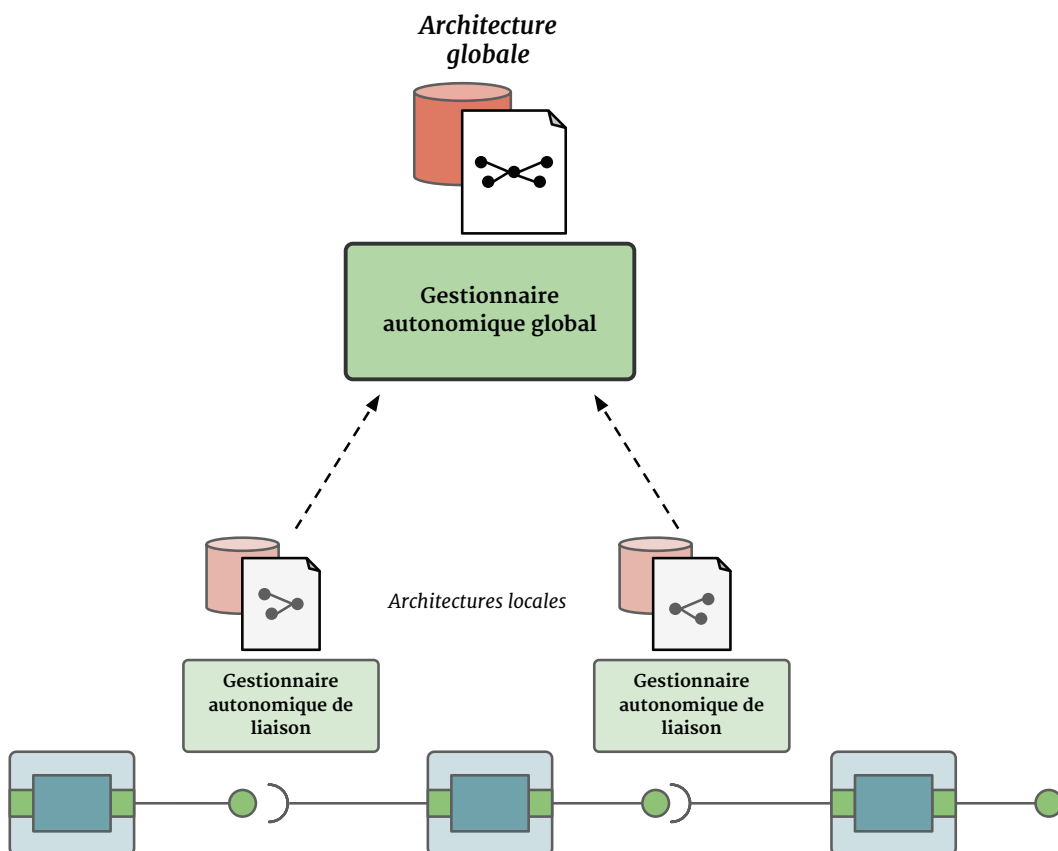 Architecture
globale
Gestionnaire
autonomique global
Architectures locales
Gestionnaire
autonomique de
liaison
Gestionnaire
autonomique de
liaison